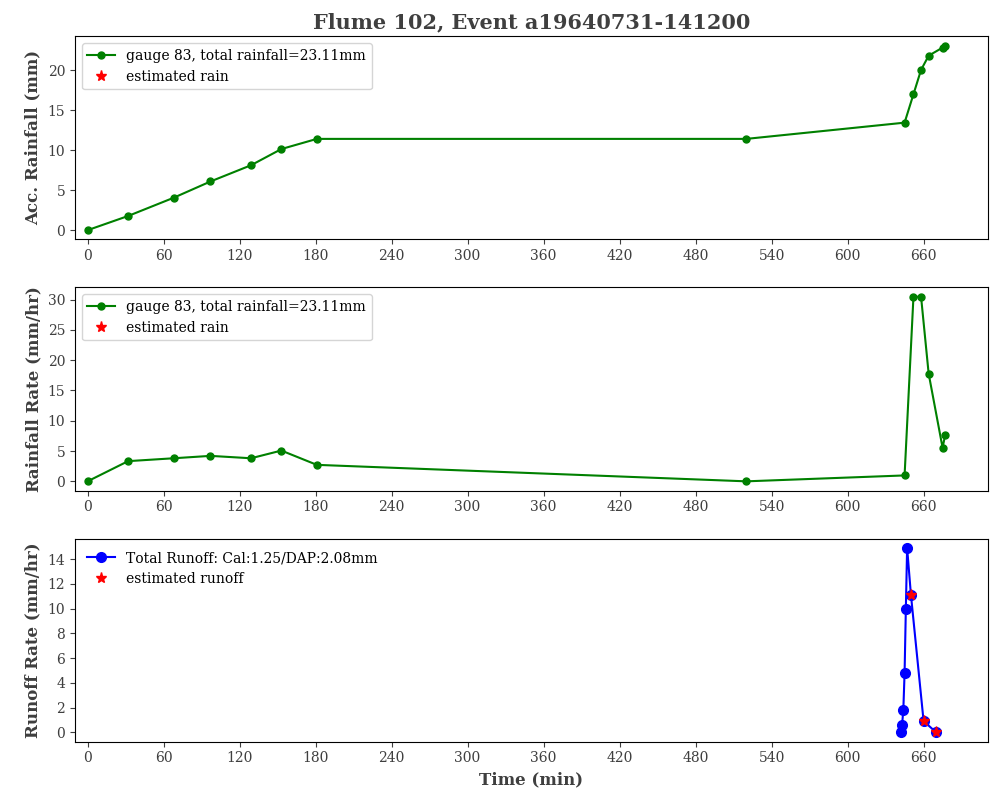 Flume 102, Event a19640731-141200
Acc. Rainfall (mm)
gauge 83, total rainfall=23.11mm
estimated rain
20
15
10
5
0
0 60 120 180 240 300 360 420 480 540 600 660
Rainfall Rate (mm/hr)
gauge 83, total rainfall=23.11mm
estimated rain
30
25
20
15
10
5
0
0 60 120 180 240 300 360 420 480 540 600 660
Runoff Rate (mm/hr)
Total Runoff: Cal:1.25/DAP:2.08mm
estimated runoff
14
12
10
8
6
4
2
0
0 60 120 180 240 300 360 420 480 540 600 660
Time (min)